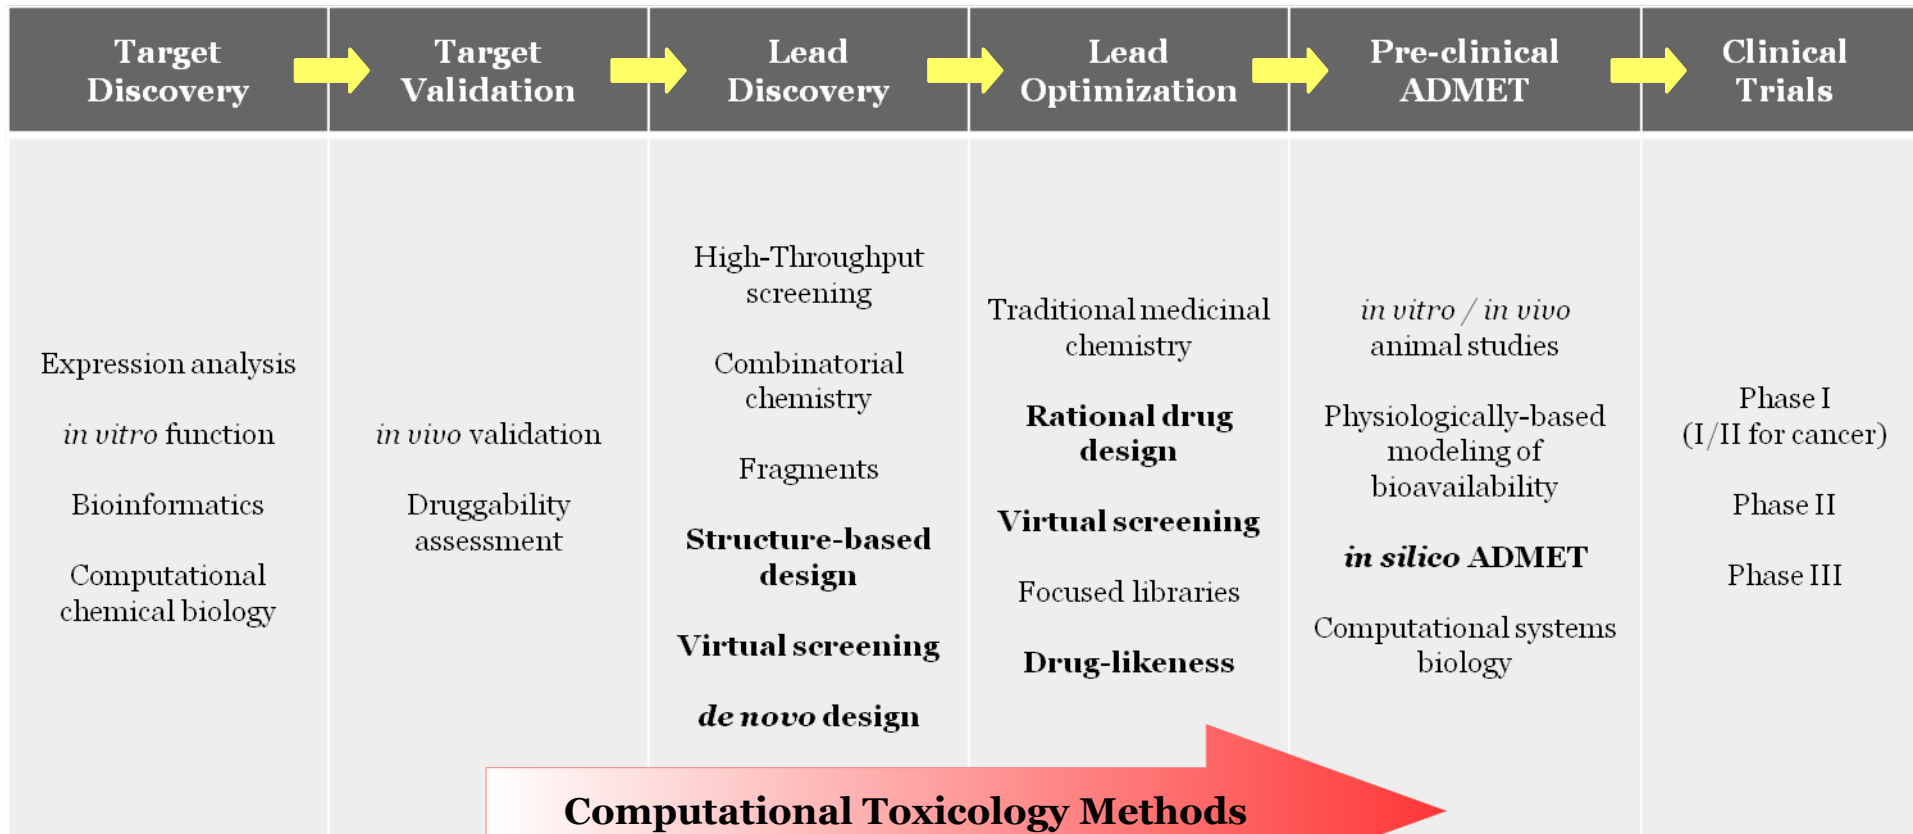 Target
Discovery
Target
Validation
Lead
Discovery
Lead
Optimization
Pre-clinical
ADMET
Clinical
Trials
Expression analysis
in vitro function
Bioinformatics
Computational
chemical biology
in vivo validation
Druggability
assessment
High-Throughput
screening
Combinatorial
chemistry
Fragments
Structure-based
design
Virtual screening
de novo design
Traditional medicinal
chemistry
Rational drug
design
Virtual screening
Focused libraries
Drug-likeness
in vitro / in vivo
animal studies
Physiologically-based
modeling of
bioavailability
in silico ADMET
Computational systems
biology
Phase I
(I/II for cancer)
Phase II
Phase III
Computational Toxicology Methods